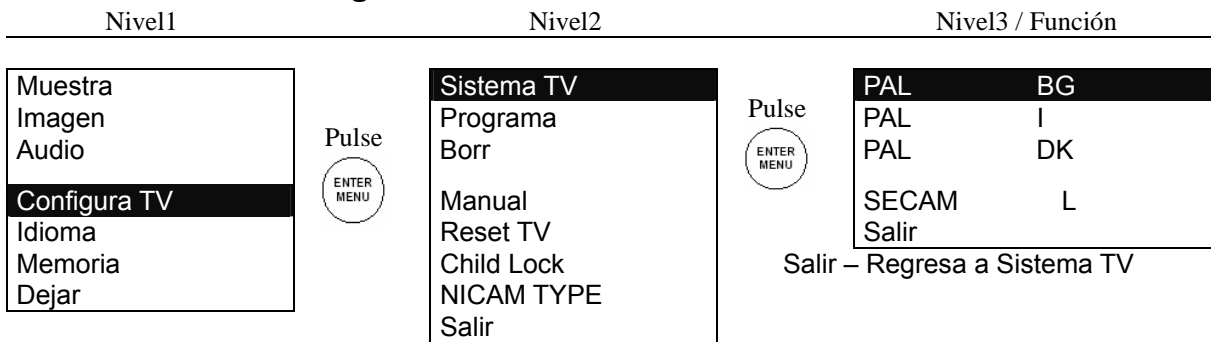 Nivel1 Nivel2 Nivel3 / Función
Muestra
Imagen
Audio
Configura TV
Idioma
Memoria
Dejar
Pulse
ENTER
MENU
Sistema TV
Programa
Borr
Manual
Reset TV
Child Lock
NICAM TYPE
Salir
Pulse
ENTER
MENU
PAL BG
PAL I
PAL DK
SECAM L
Salir
Salir – Regresa a Sistema TV